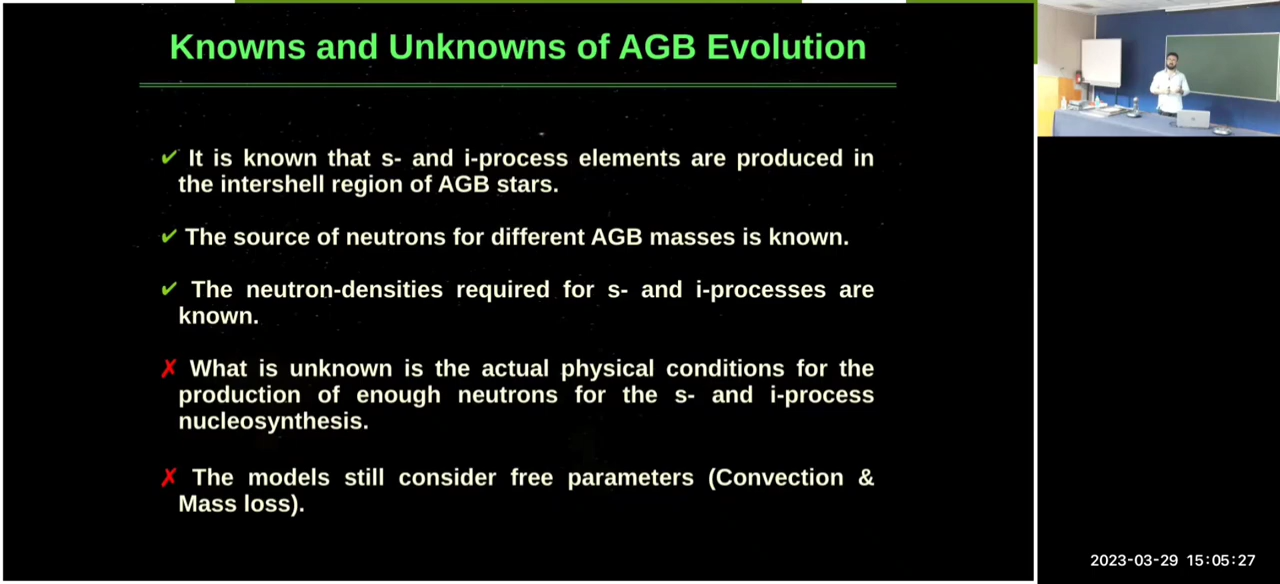 Knowns and Unknowns of AGB Evolution
✔ It is known that s- and i-process elements are produced in
the intershell region of AGB stars.
✔ The source of neutrons for different AGB masses is known.
✔ The neutron-densities required for s- and i-processes are
known.
✗ What is unknown is the actual physical conditions for the
production of enough neutrons for the s- and i-process
nucleosynthesis.
✗ The models still consider free parameters (Convection &
Mass loss).
2023-03-29 15:05:27